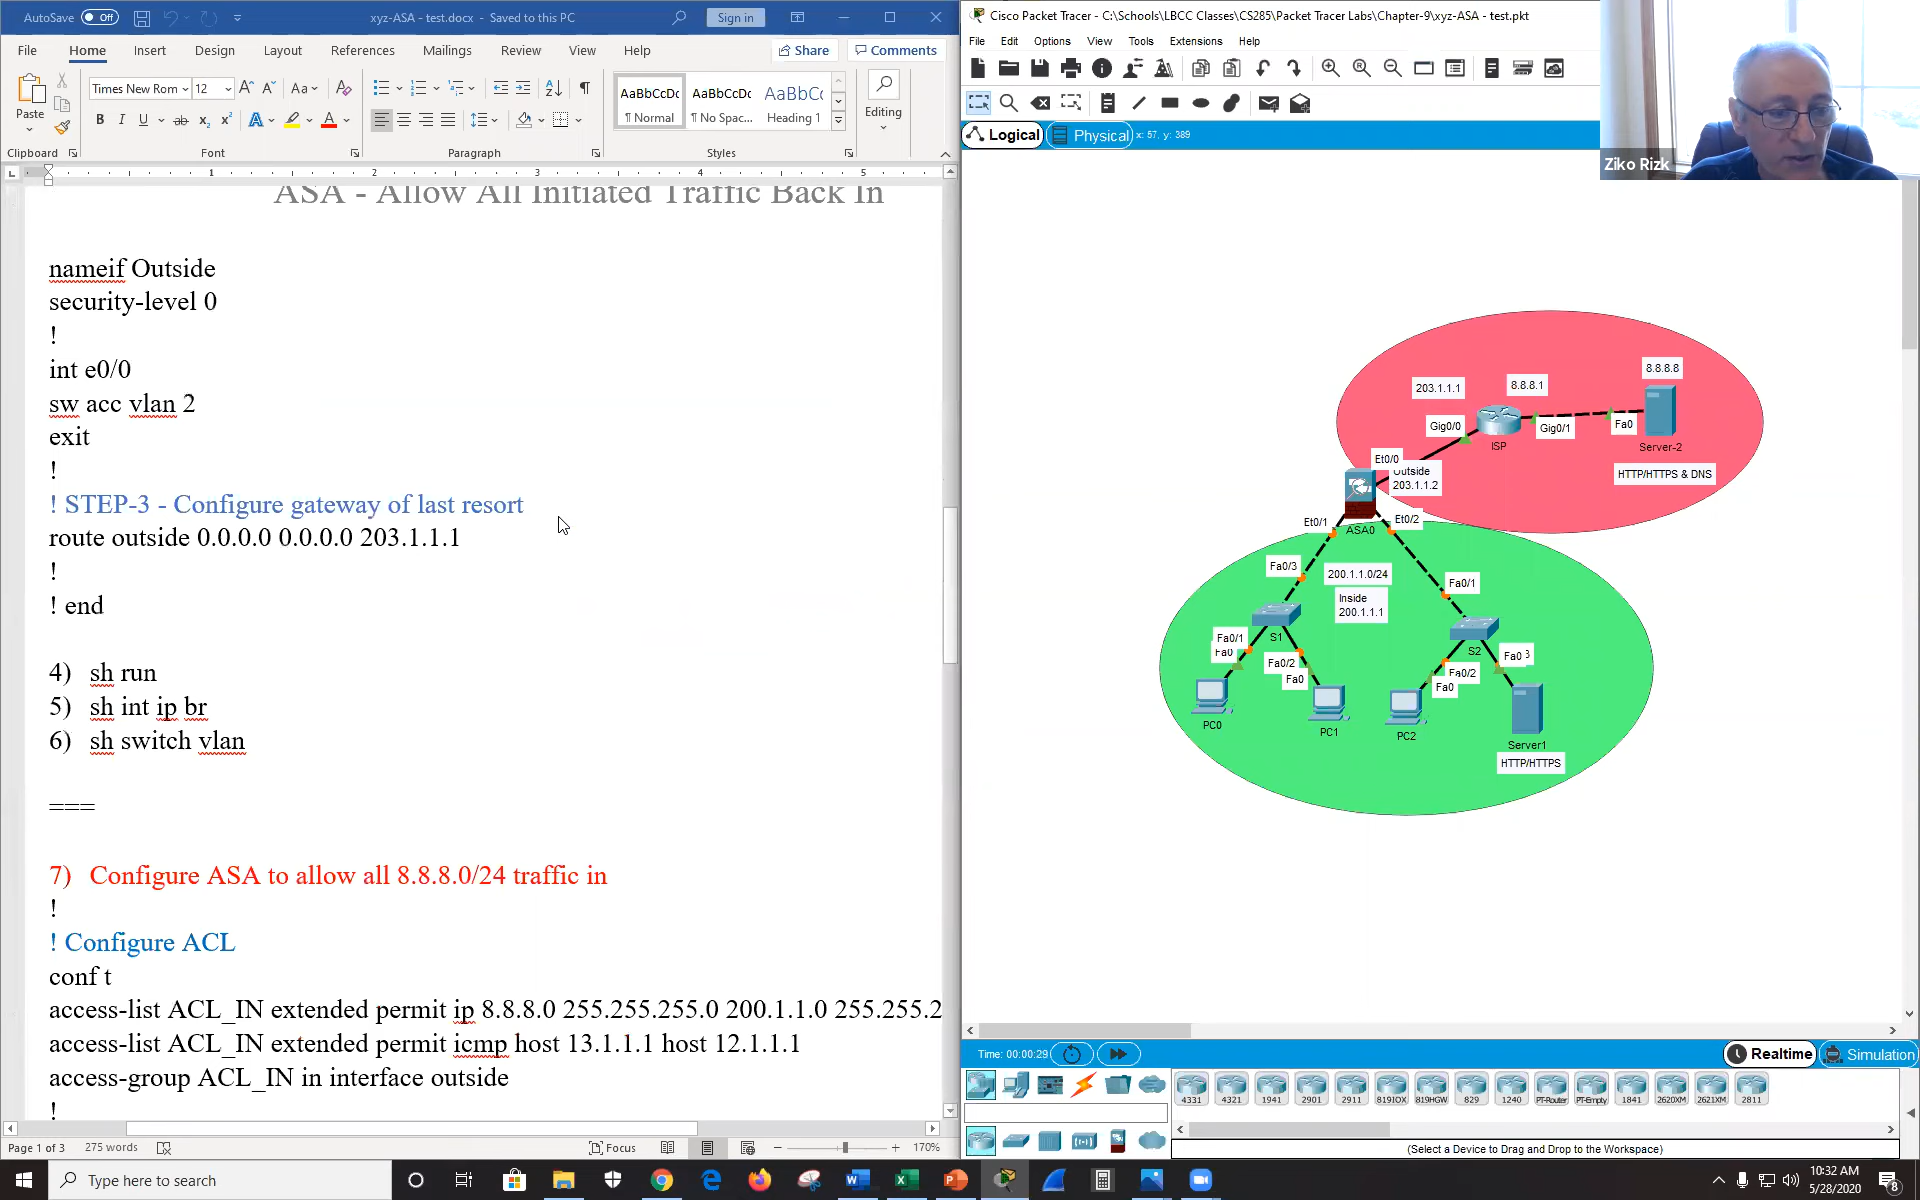 AutoSave Off
xyz-ASA - test.docx - Saved to this PC
Sign in
File Home Insert Design Layout References Mailings Review View Help Share Comments
Times New Rom 12
Paste
AaBbCcDc AaBbCcDc AaBbCc
¶ Normal ¶ No Spac... Heading 1
Editing
Clipboard Font Paragraph Styles
1 2 3 4 5
ASA - Allow All Initiated Traffic Back In
nameif Outside
security-level 0
!
int e0/0
sw acc vlan 2
exit
!
! STEP-3 - Configure gateway of last resort
route outside 0.0.0.0 0.0.0.0 203.1.1.1
!
! end
4) sh run
5) sh int ip br
6) sh switch vlan
===
7) Configure ASA to allow all 8.8.8.0/24 traffic in
!
! Configure ACL
conf t
access-list ACL_IN extended permit ip 8.8.8.0 255.255.255.0 200.1.1.0 255.255.2
access-list ACL_IN extended permit icmp host 13.1.1.1 host 12.1.1.1
access-group ACL_IN in interface outside
!
Page 1 of 3 275 words
Focus
170%
Cisco Packet Tracer - C:\Schools\LBCC Classes\CS285\Packet Tracer Labs\Chapter-9\xyz-ASA - test.pkt
File Edit Options View Tools Extensions Help
Logical Physical x: 57, y: 389
Ziko Rizk
8.8.8.8
203.1.1.1 8.8.8.1
Gig0/0 Gig0/1 Fa0
ISP Server-2
Et0/0
Outside
203.1.1.2
HTTP/HTTPS & DNS
Et0/1 Et0/2
ASA0
Fa0/3 200.1.1.0/24 Fa0/1
Inside
200.1.1.1
S1 S2
Fa0/1
Fa0
Fa0/2
Fa0
Fa0
Fa0/2
Fa0
PC0 PC1 PC2 Server1
HTTP/HTTPS
Time: 00:00:29
Realtime Simulation
4331 4321 1941 2901 2911 819IOX 819HGW 829 1240 PT-Router PT-Empty 1841 2620XM 2621XM 2811
(Select a Device to Drag and Drop to the Workspace)
Type here to search
10:32 AM
5/28/2020
8